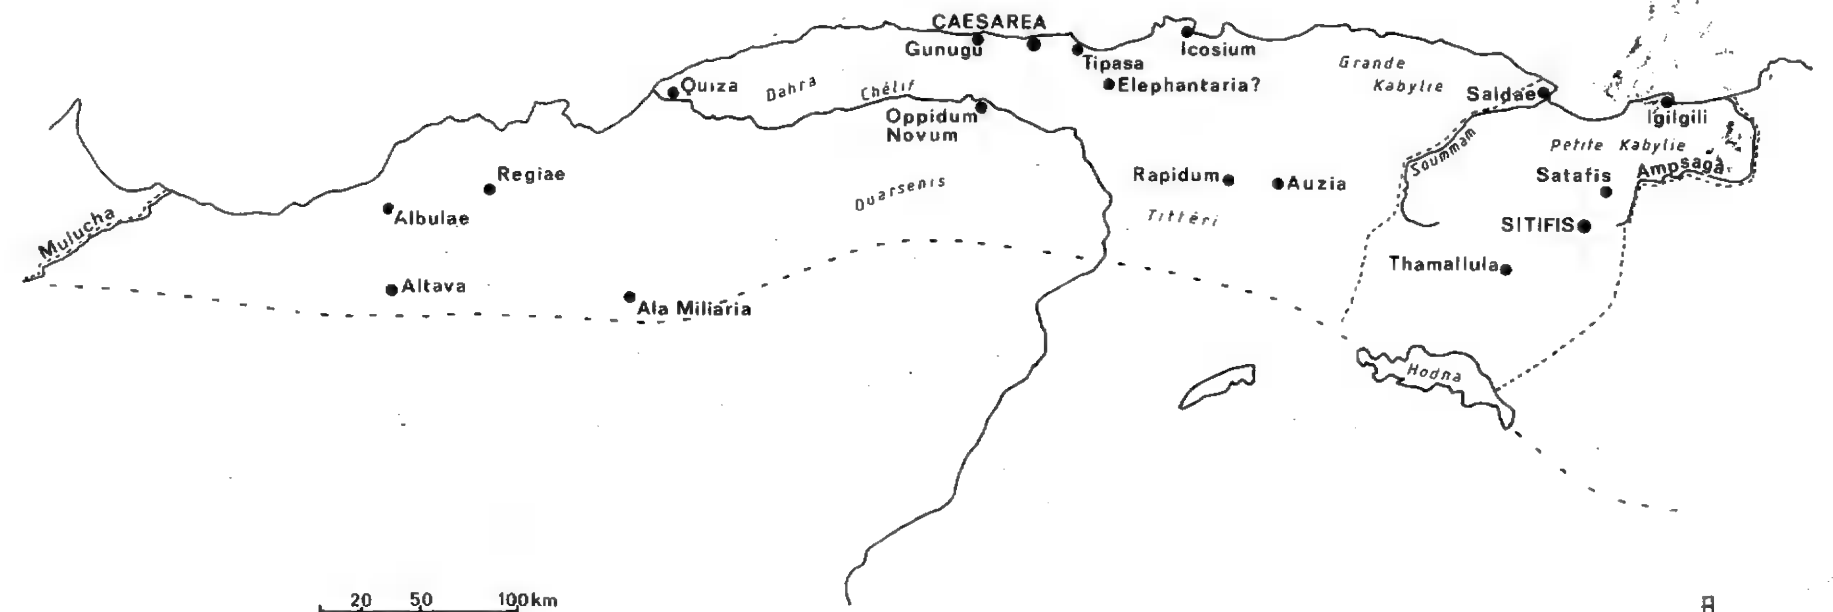 CAESAREA
Gunugu
Icosium
Tipasa
Grande
Kabylie
Quiza
Dahra
Chélif
Elephantaria?
Saldae
Oppidum
Novum
Igilgili
Soummam
Petite Kabylie
Ampsaga
Regiae
Ouarsenis
Rapidum
Auzia
Satafis
Albulae
Tittéri
SITIFIS
Mulucha
Thamallula
Altava
Ala Miliaria
Hodna
20 50 100km